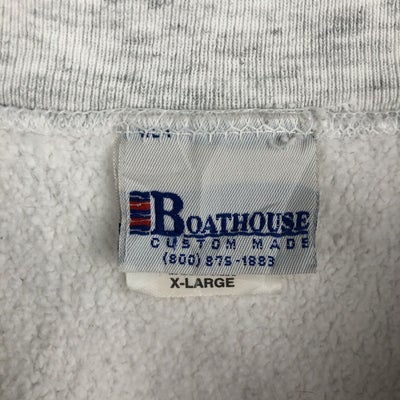 BOATHOUSE
CUSTOM MADE
(800) 875-1883
X-LARGE